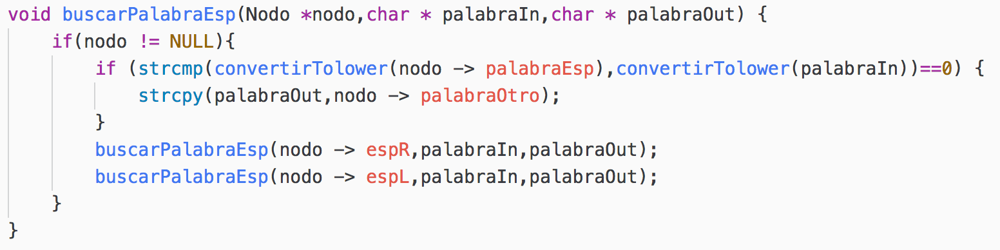 void buscarPalabraEsp(Nodo *nodo,char * palabraIn,char * palabraOut) {
    if(nodo != NULL){
        if (strcmp(convertirTolower(nodo -> palabraEsp),convertirTolower(palabraIn))==0) {
            strcpy(palabraOut,nodo -> palabraOtro);
        }
        buscarPalabraEsp(nodo -> espR,palabraIn,palabraOut);
        buscarPalabraEsp(nodo -> espL,palabraIn,palabraOut);
    }
}